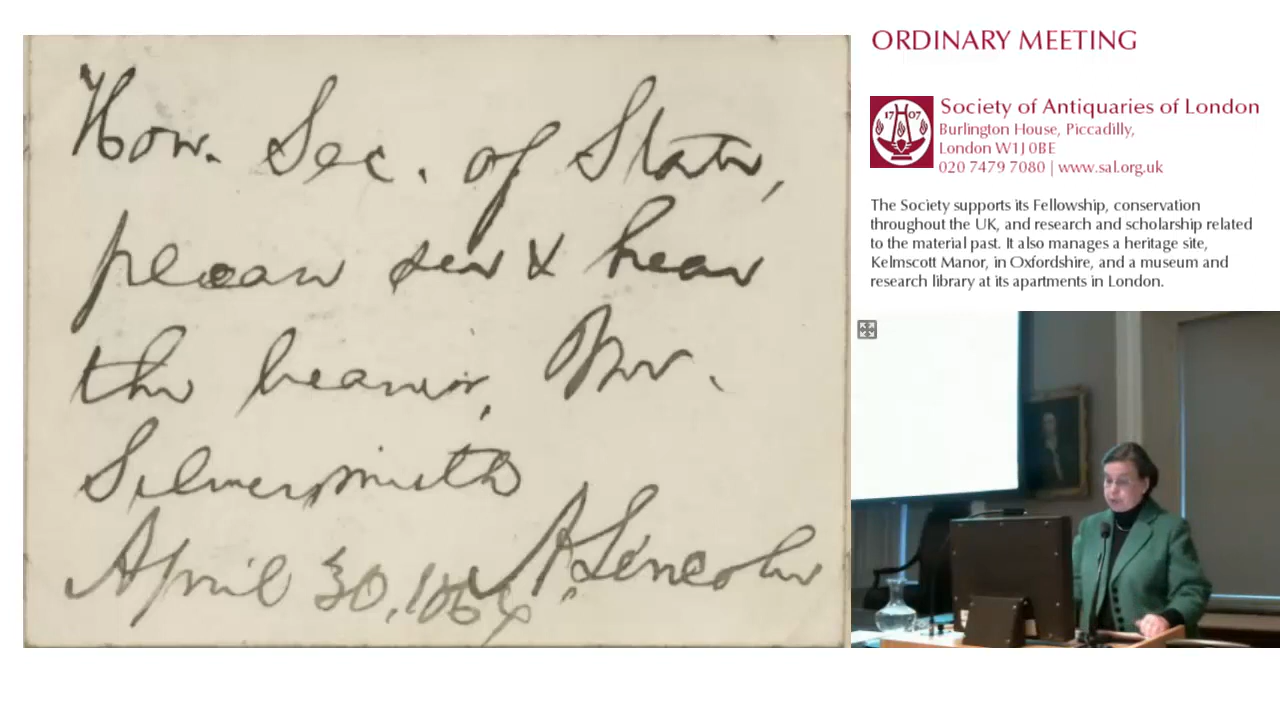 Hon. Sec. of State,
please see & hear
the bearer, Mr.
Silversmith
April 30, 1864 A. Lincoln
ORDINARY MEETING
1707
Society of Antiquaries of London
Burlington House, Piccadilly,
London W1J 0BE
020 7479 7080 | www.sal.org.uk
The Society supports its Fellowship, conservation
throughout the UK, and research and scholarship related
to the material past. It also manages a heritage site,
Kelmscott Manor, in Oxfordshire, and a museum and
research library at its apartments in London.